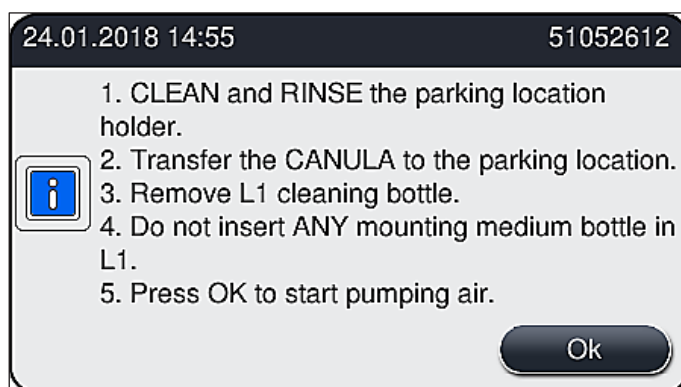 24.01.2018 14:55 51052612
1. CLEAN and RINSE the parking location
holder.
2. Transfer the CANULA to the parking location.
3. Remove L1 cleaning bottle.
4. Do not insert ANY mounting medium bottle in
L1.
5. Press OK to start pumping air.
Ok